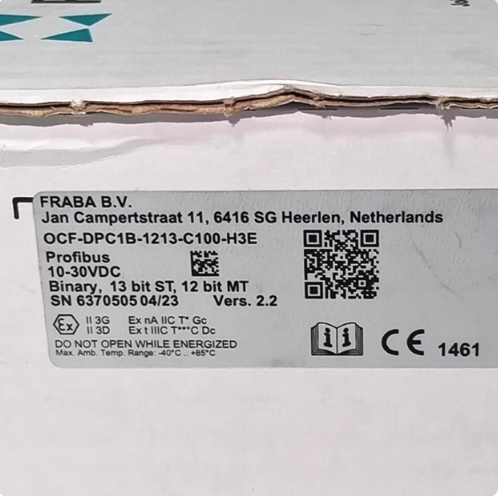 FRABA B.V.
Jan Campertstraat 11, 6416 SG Heerlen, Netherlands
OCF-DPC1B-1213-C100-H3E
Profibus
10-30VDC
Binary, 13 bit ST, 12 bit MT
SN 6370505 04/23 Vers. 2.2
Ex II 3G Ex nA IIC T* Gc
II 3D Ex t IIIC T***C Dc
DO NOT OPEN WHILE ENERGIZED
Max. Amb. Temp. Range: -40°C .. +85°C
CE 1461